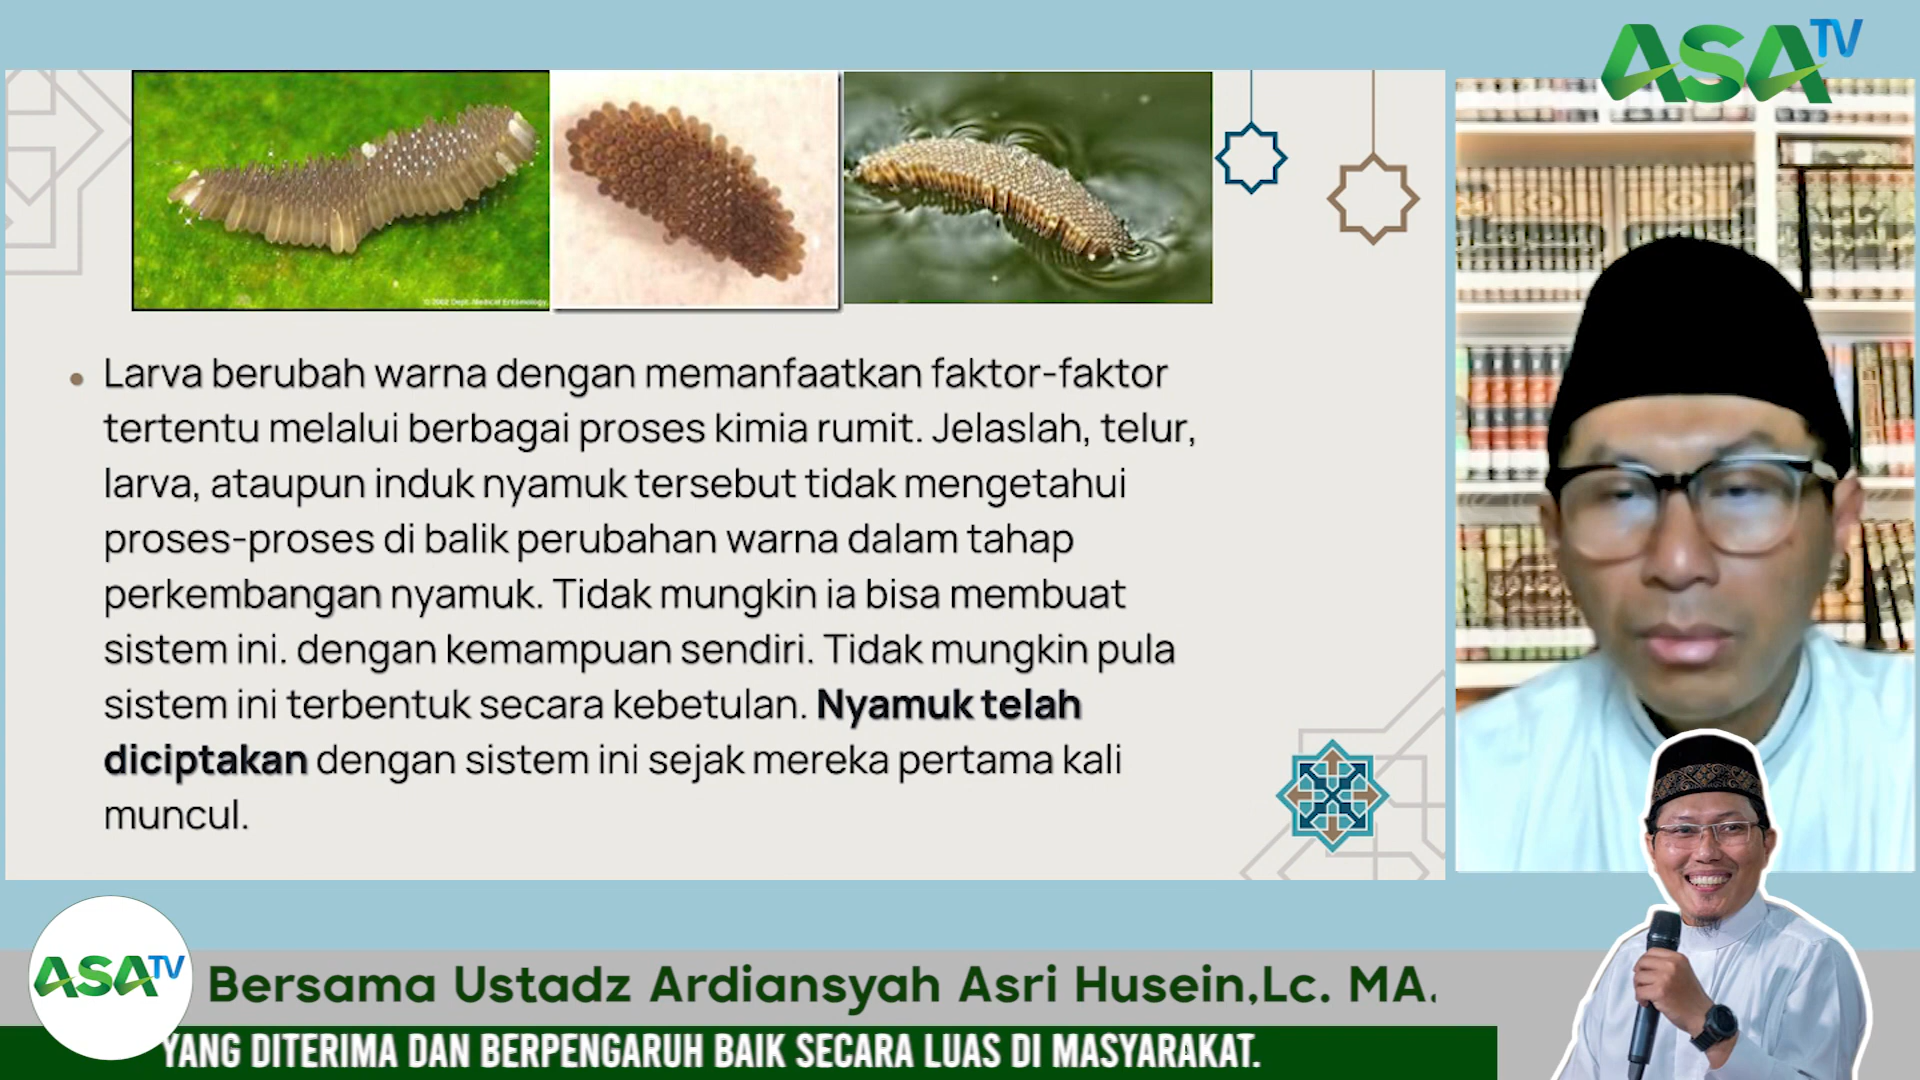 ASA TV
© 2002 Dept. Medical Entomology,
• Larva berubah warna dengan memanfaatkan faktor-faktor
tertentu melalui berbagai proses kimia rumit. Jelaslah, telur,
larva, ataupun induk nyamuk tersebut tidak mengetahui
proses-proses di balik perubahan warna dalam tahap
perkembangan nyamuk. Tidak mungkin ia bisa membuat
sistem ini. dengan kemampuan sendiri. Tidak mungkin pula
sistem ini terbentuk secara kebetulan. Nyamuk telah
diciptakan dengan sistem ini sejak mereka pertama kali
muncul.
ASA TV
Bersama Ustadz Ardiansyah Asri Husein,Lc. MA.
YANG DITERIMA DAN BERPENGARUH BAIK SECARA LUAS DI MASYARAKAT.